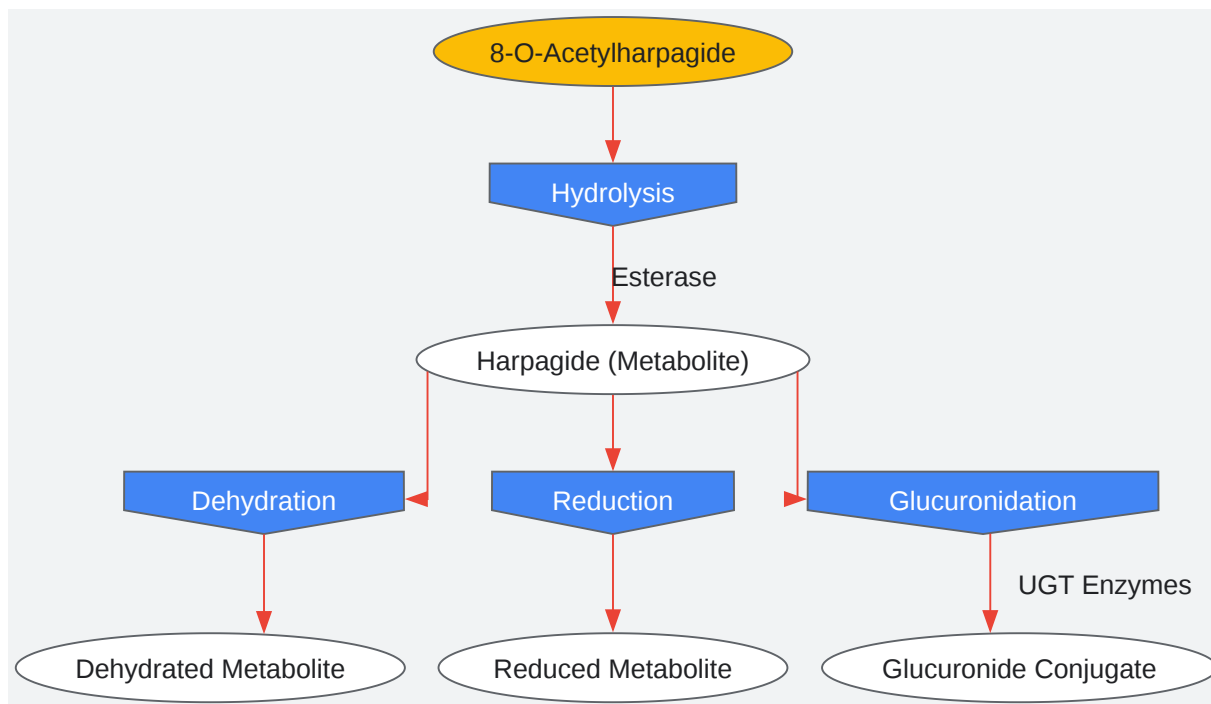 8-O-Acetylharpagide
Hydrolysis
Esterase
Harpagide (Metabolite)
Dehydration
Reduction
Glucuronidation
UGT Enzymes
Dehydrated Metabolite
Reduced Metabolite
Glucuronide Conjugate